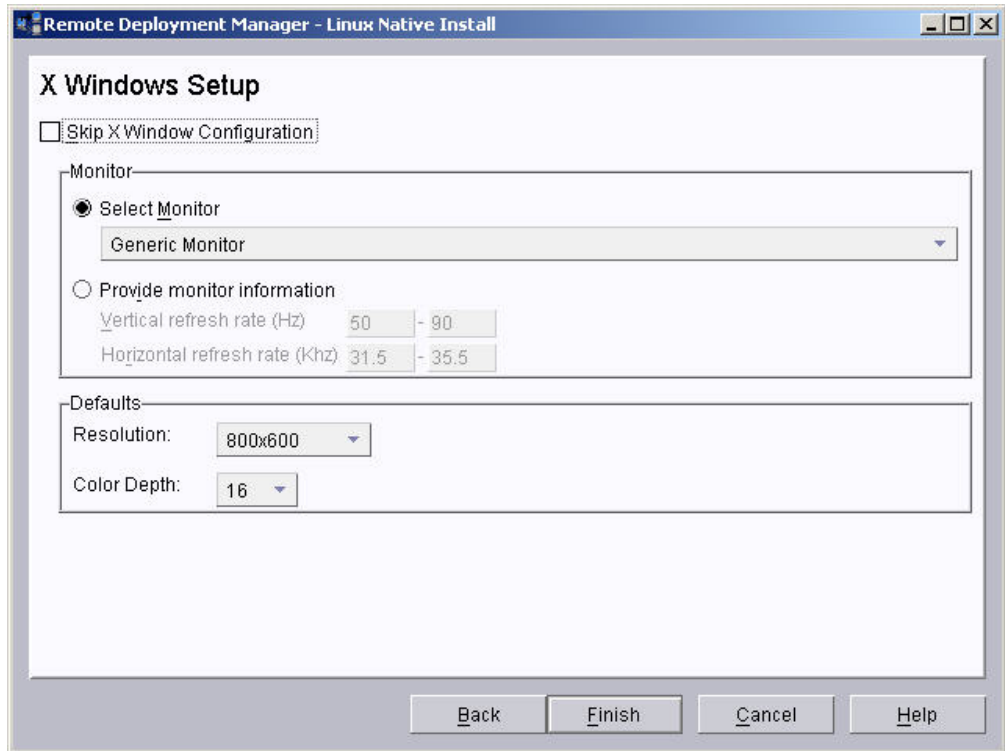 Remote Deployment Manager - Linux Native Install
X Windows Setup
Skip X Window Configuration
Monitor
Select Monitor
Generic Monitor
Provide monitor information
Vertical refresh rate (Hz) 50 - 90
Horizontal refresh rate (Khz) 31.5 - 35.5
Defaults
Resolution: 800x600
Color Depth: 16
Back Finish Cancel Help